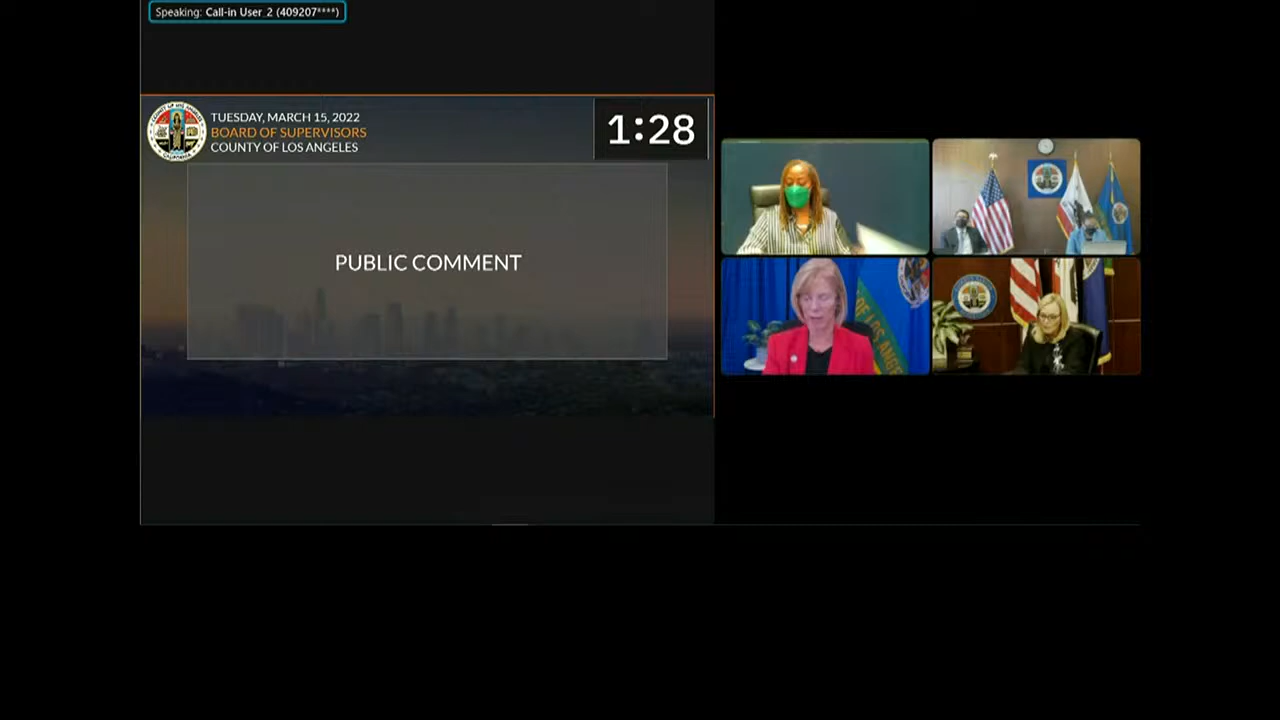 Speaking: Call-in User_2 (409207****)
TUESDAY, MARCH 15, 2022
BOARD OF SUPERVISORS
COUNTY OF LOS ANGELES
1:28
PUBLIC COMMENT